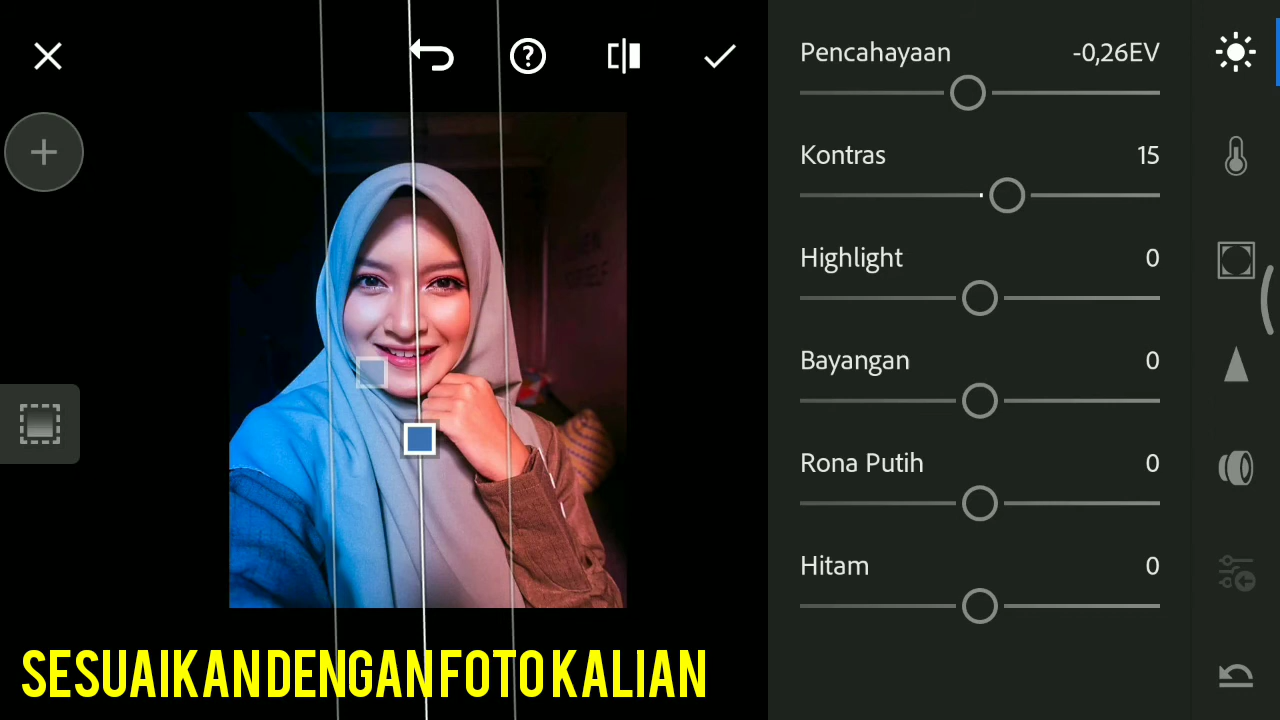 Pencahayaan -0,26EV
Kontras 15
Highlight 0
Bayangan 0
Rona Putih 0
Hitam 0
SESUAIKAN DENGAN FOTO KALIAN